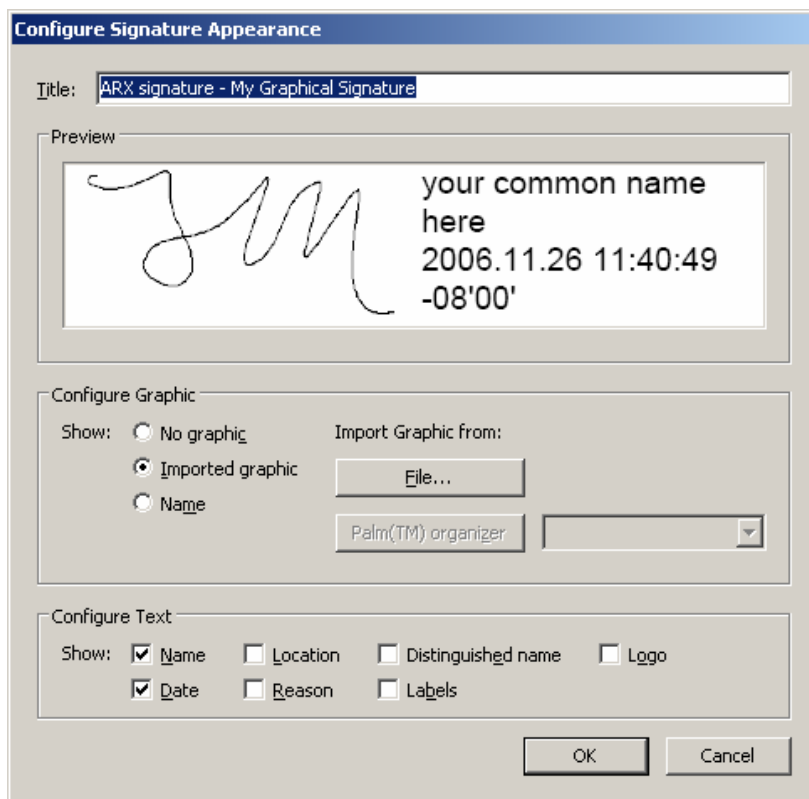 Configure Signature Appearance
Title: ARX signature - My Graphical Signature
Preview
your common name
here
2006.11.26 11:40:49
-08'00'
Configure Graphic
Show: No graphic Import Graphic from:
Imported graphic File...
Name
Palm(TM) organizer
Configure Text
Show: Name Location Distinguished name Logo
Date Reason Labels
OK Cancel